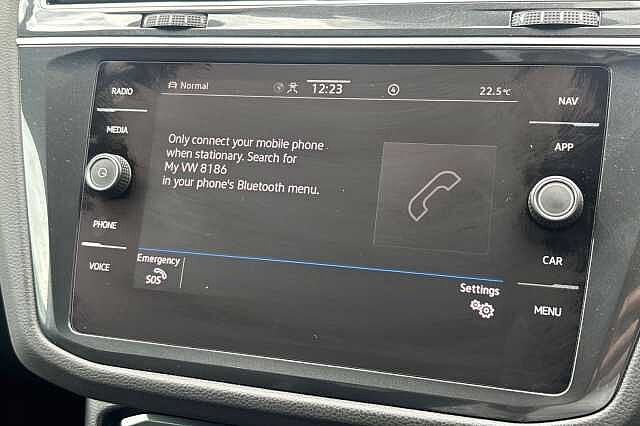 RADIO
MEDIA
PHONE
VOICE
Normal
12:23
4
22.5°C
Only connect your mobile phone
when stationary. Search for
My VW 8186
in your phone's Bluetooth menu.
Emergency
SOS
Settings
NAV
APP
CAR
MENU